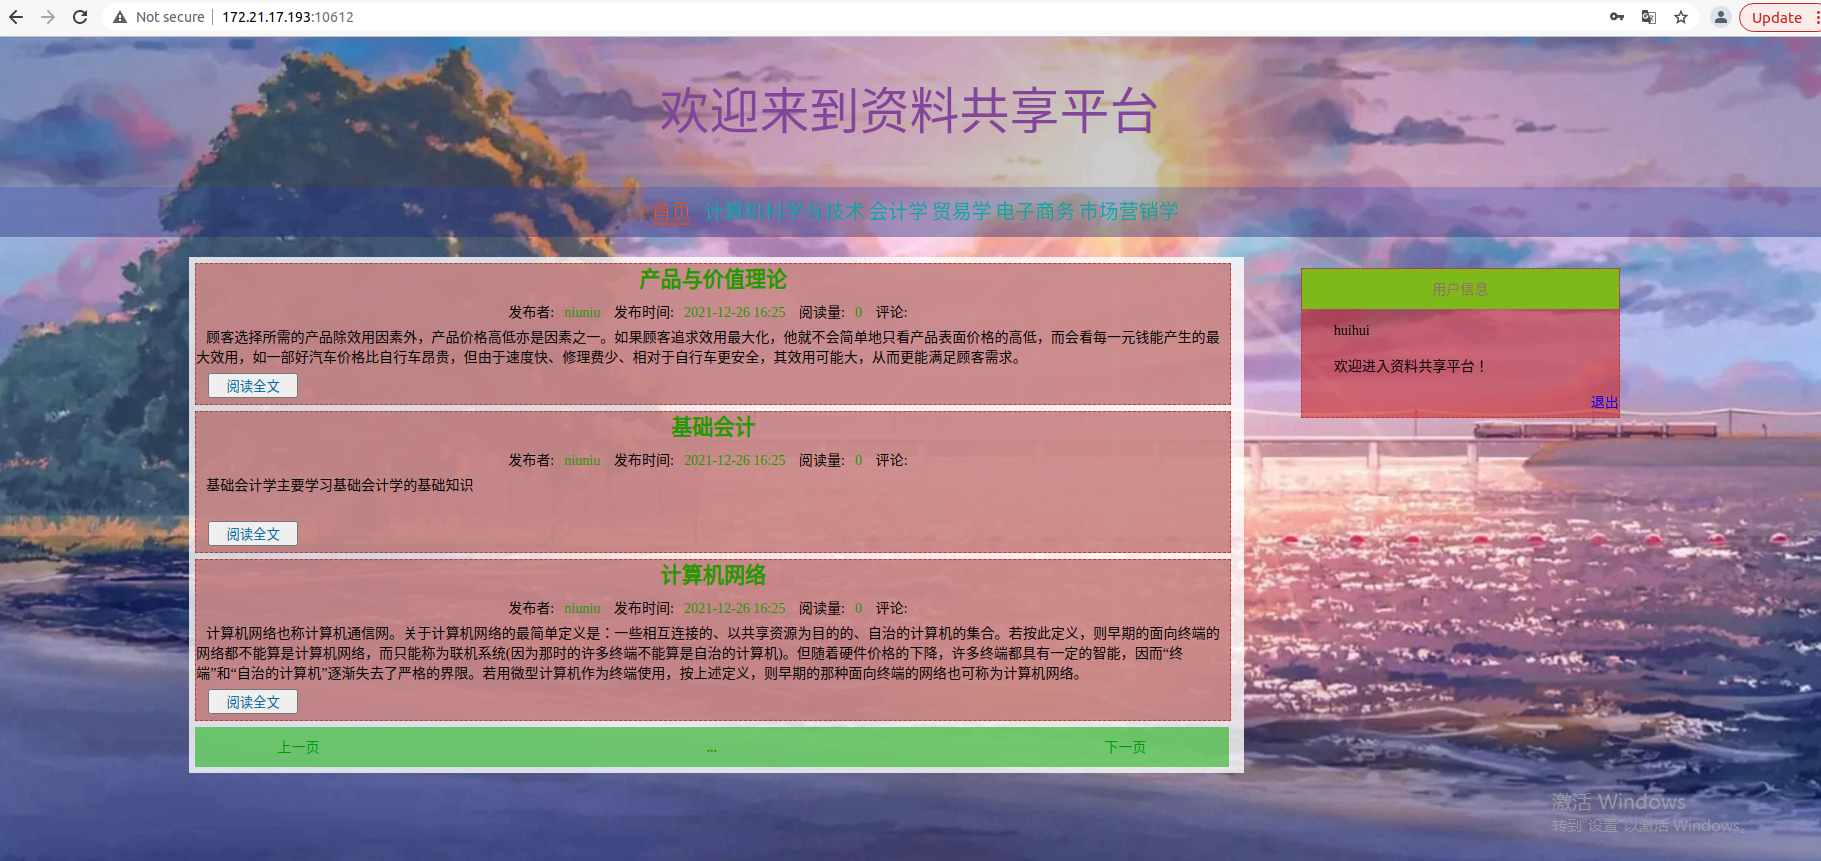 Not secure | 172.21.17.193:10612
Update
欢迎来到资料共享平台
首页 计算机科学与技术 会计学 贸易学 电子商务 市场营销学
产品与价值理论
发布者: niuniu 发布时间: 2021-12-26 16:25 阅读量: 0 评论:
顾客选择所需的产品除效用因素外，产品价格高低亦是因素之一。如果顾客追求效用最大化，他就不会简单地只看产品表面价格的高低，而会看每一元钱能产生的最
大效用，如一部好汽车价格比自行车昂贵，但由于速度快、修理费少、相对于自行车更安全，其效用可能大，从而更能满足顾客需求。
阅读全文
基础会计
发布者: niuniu 发布时间: 2021-12-26 16:25 阅读量: 0 评论:
基础会计学主要学习基础会计学的基础知识
阅读全文
计算机网络
发布者: niuniu 发布时间: 2021-12-26 16:25 阅读量: 0 评论:
计算机网络也称计算机通信网。关于计算机网络的最简单定义是：一些相互连接的、以共享资源为目的的、自治的计算机的集合。若按此定义，则早期的面向终端的
网络都不能算是计算机网络，而只能称为联机系统(因为那时的许多终端不能算是自治的计算机)。但随着硬件价格的下降，许多终端都具有一定的智能，因而“终
端”和“自治的计算机”逐渐失去了严格的界限。若用微型计算机作为终端使用，按上述定义，则早期的那种面向终端的网络也可称为计算机网络。
阅读全文
上一页 ... 下一页
用户信息
huihui
欢迎进入资料共享平台！
退出
激活 Windows
转到“设置”以激活 Windows。